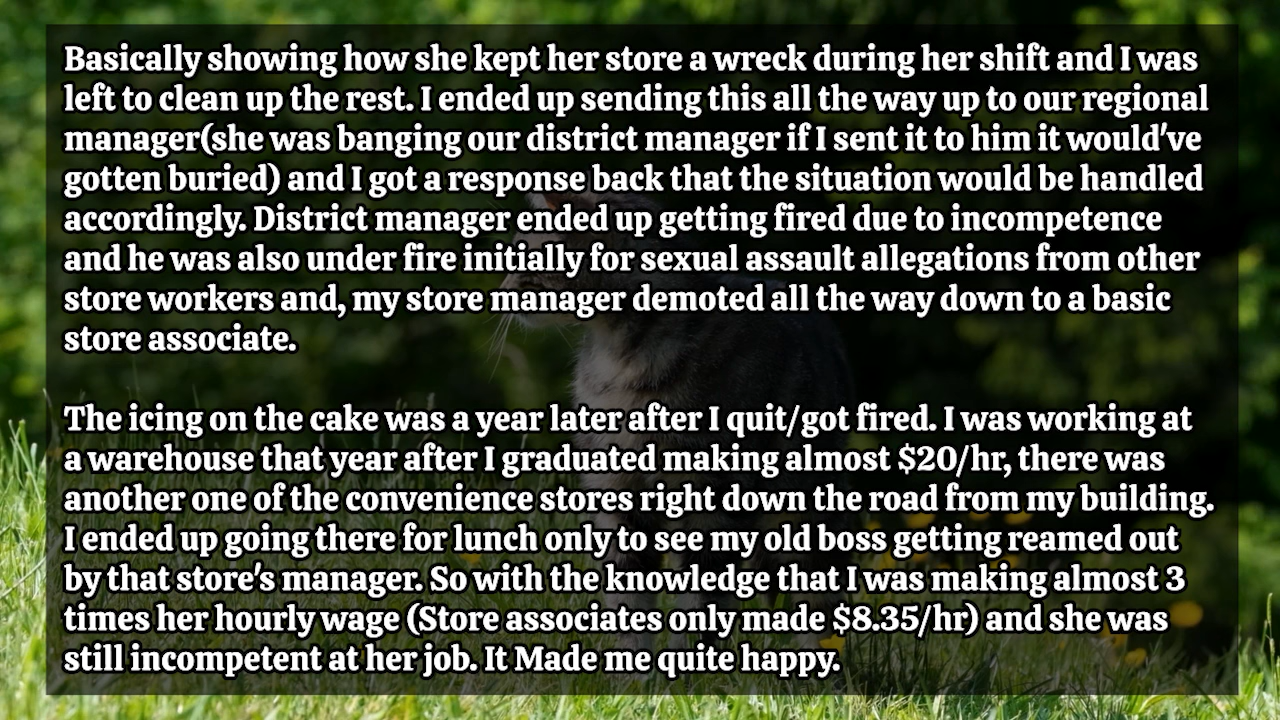 Basically showing how she kept her store a wreck during her shift and I was
left to clean up the rest. I ended up sending this all the way up to our regional
manager(she was banging our district manager if I sent it to him it would've
gotten buried) and I got a response back that the situation would be handled
accordingly. District manager ended up getting fired due to incompetence
and he was also under fire initially for sexual assault allegations from other
store workers and, my store manager demoted all the way down to a basic
store associate.
The icing on the cake was a year later after I quit/got fired. I was working at
a warehouse that year after I graduated making almost $20/hr, there was
another one of the convenience stores right down the road from my building.
I ended up going there for lunch only to see my old boss getting reamed out
by that store's manager. So with the knowledge that I was making almost 3
times her hourly wage (Store associates only made $8.35/hr) and she was
still incompetent at her job. It Made me quite happy.